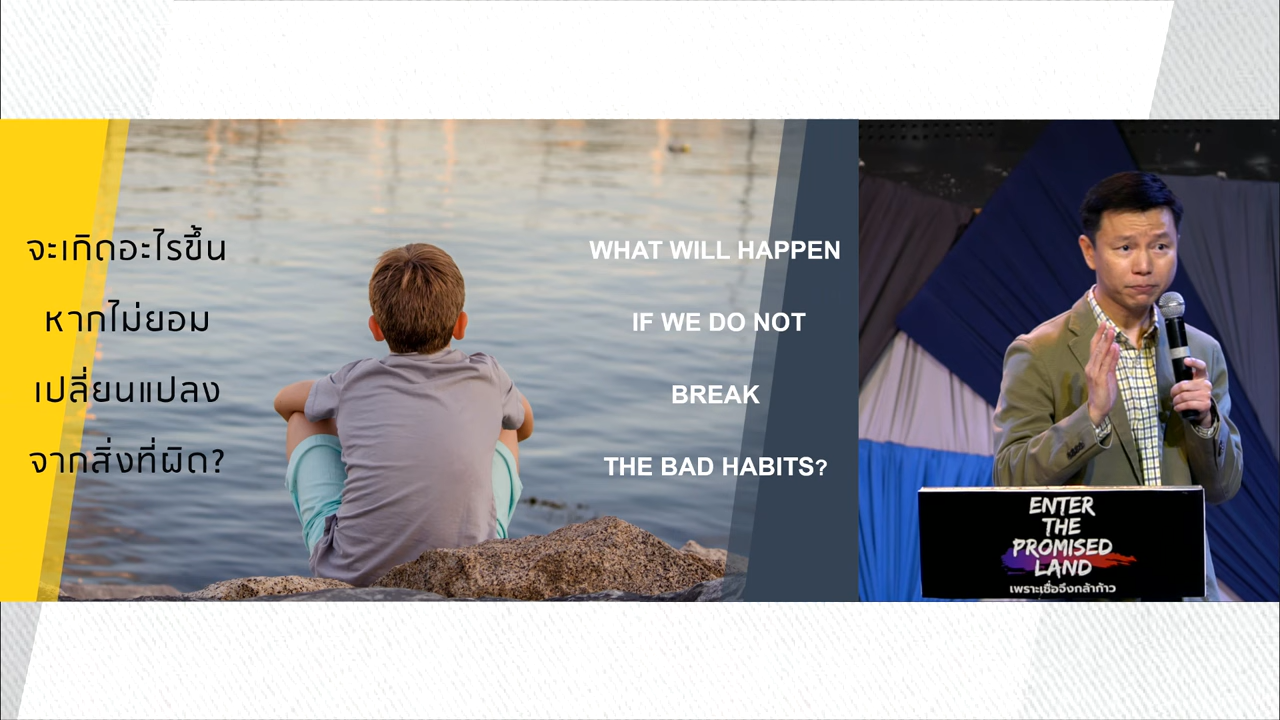 จะเกิดอะไรขึ้น
หากไม่ยอม
เปลี่ยนแปลง
จากสิ่งที่ผิด?
WHAT WILL HAPPEN
IF WE DO NOT
BREAK
THE BAD HABITS?
ENTER
THE
PROMISED
LAND
เพราะเชื่อจึงกล้าก้าว